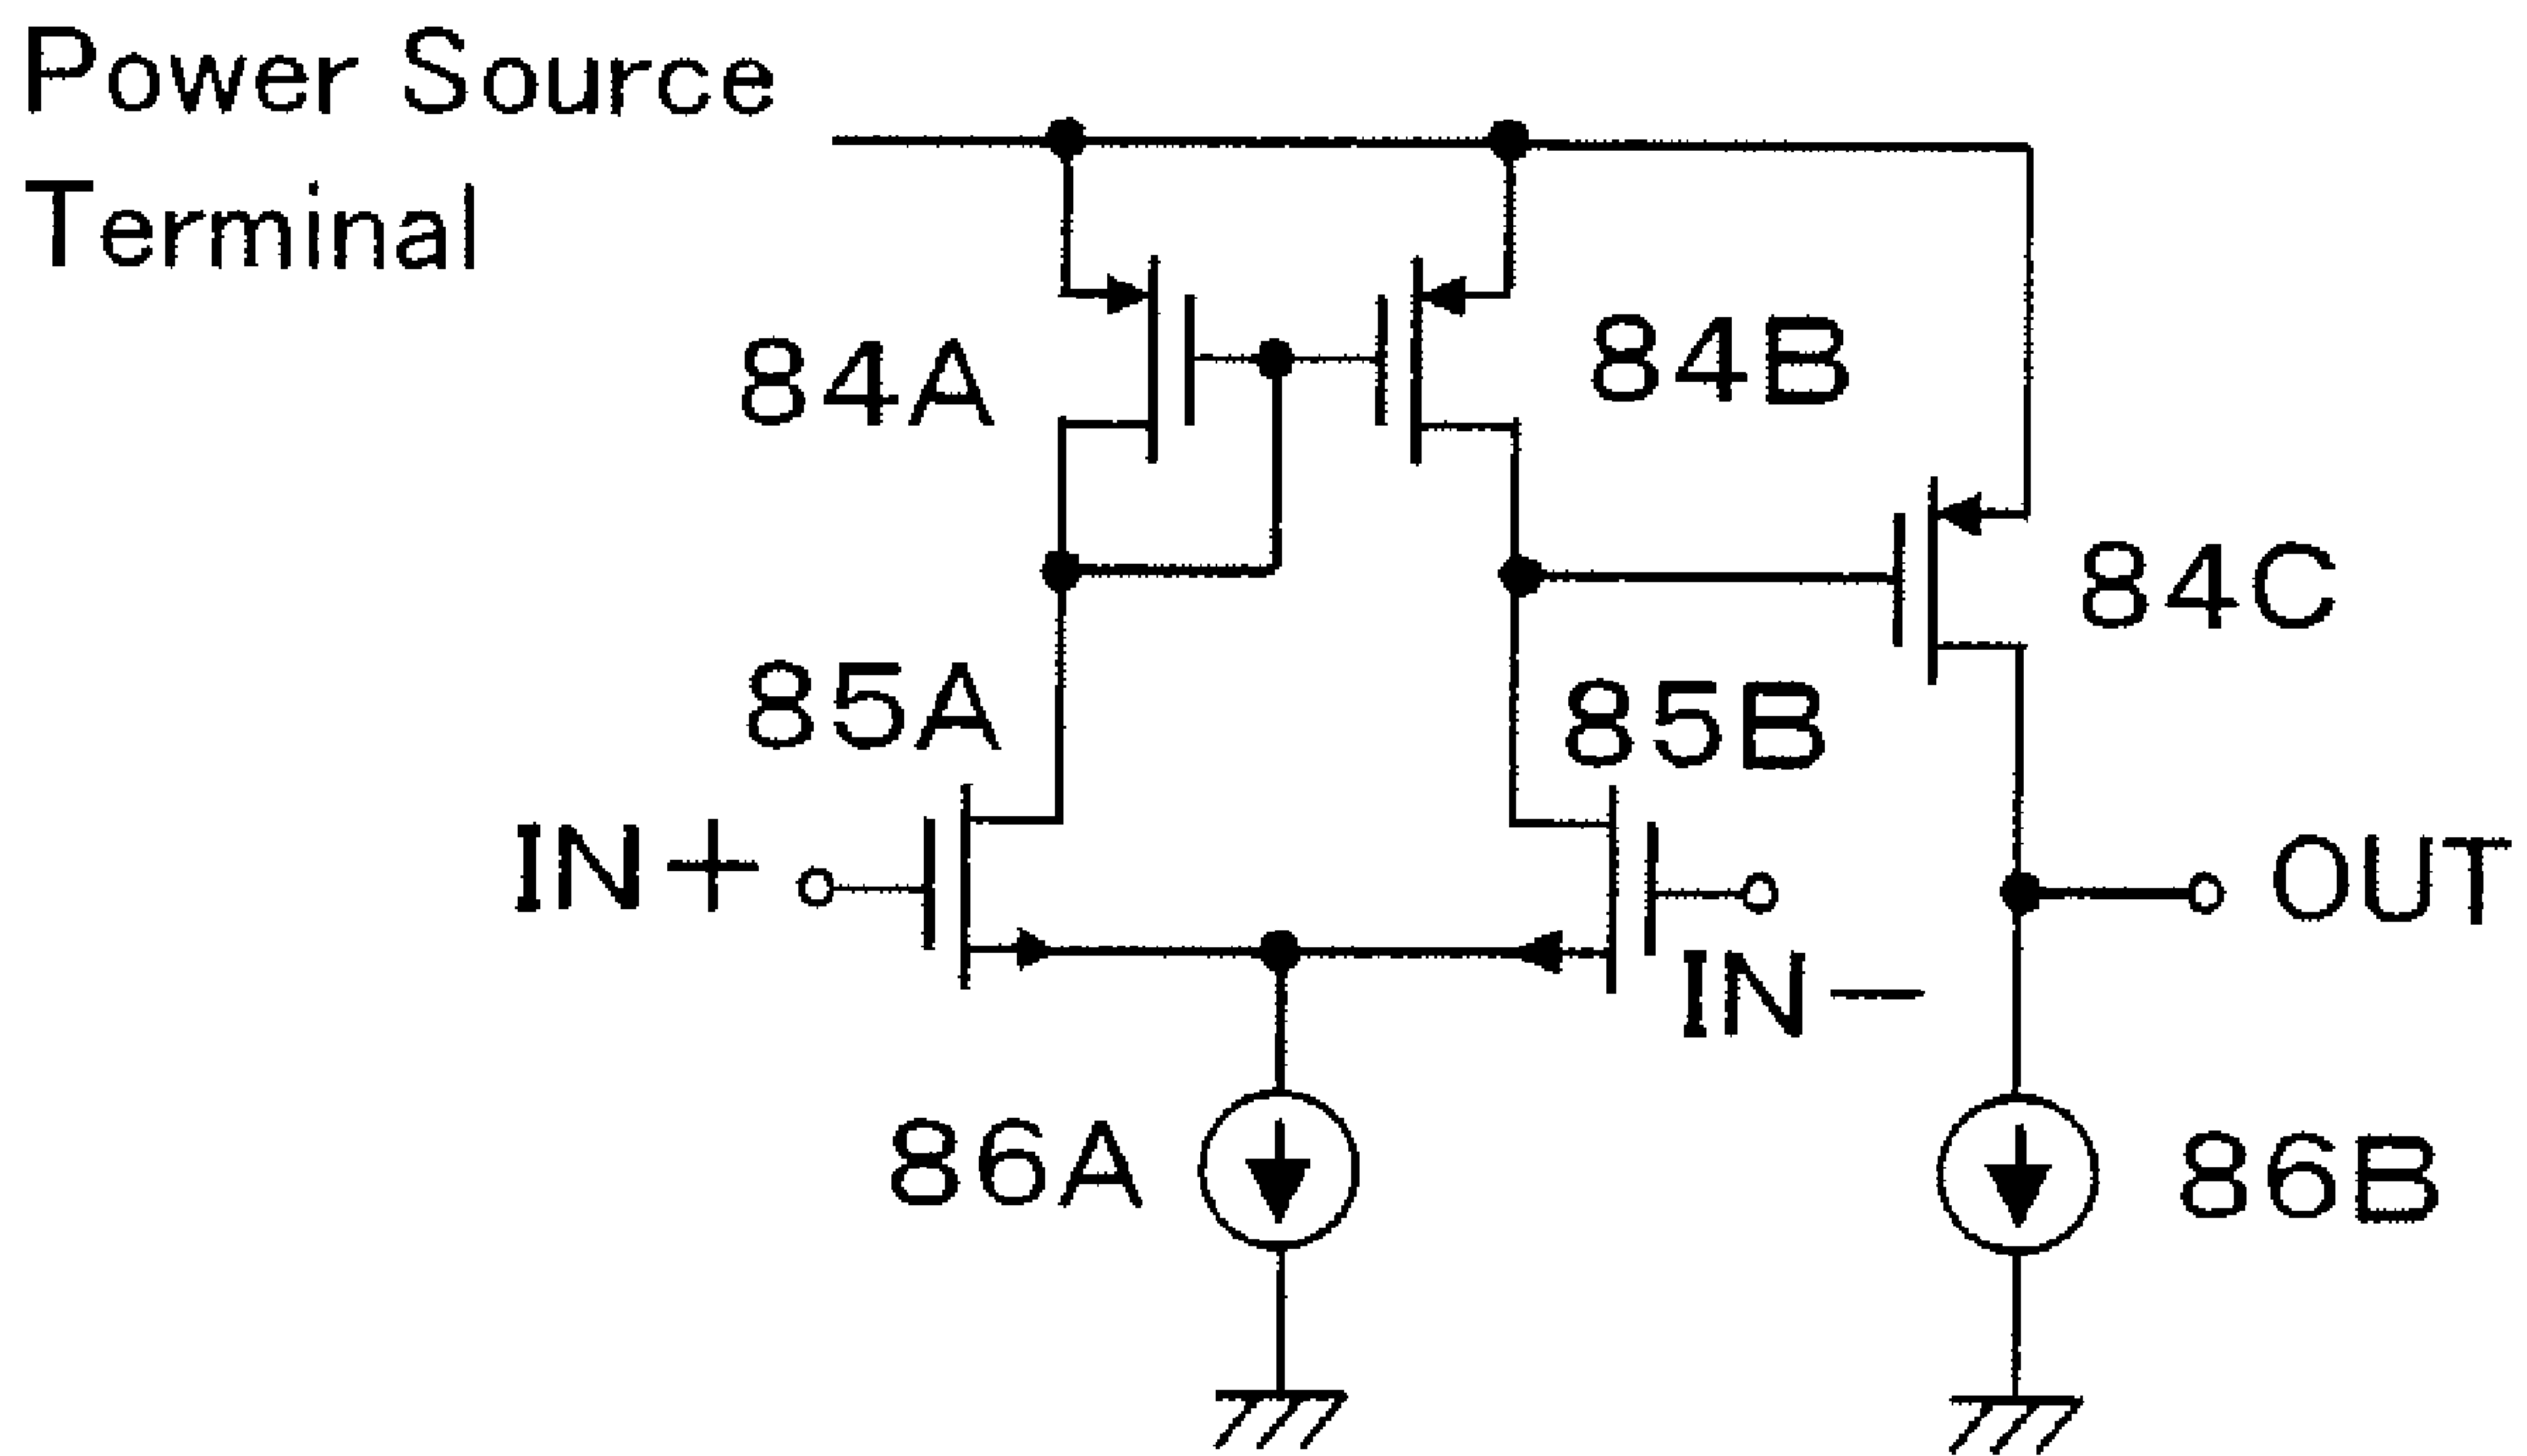 Power Source
Terminal
84A
84B
84C
85A
85B
IN+
OUT
IN−
86A
86B